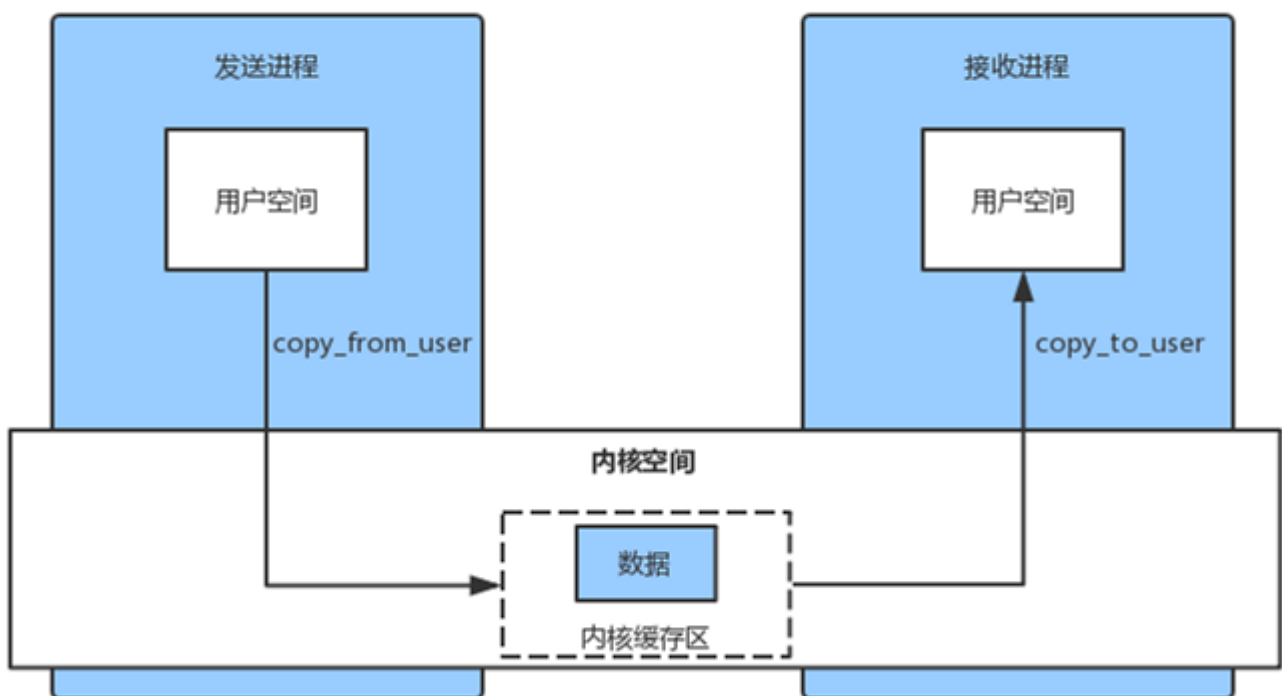 发送进程
接收进程
用户空间
用户空间
copy_from_user
copy_to_user
内核空间
数据
内核缓存区